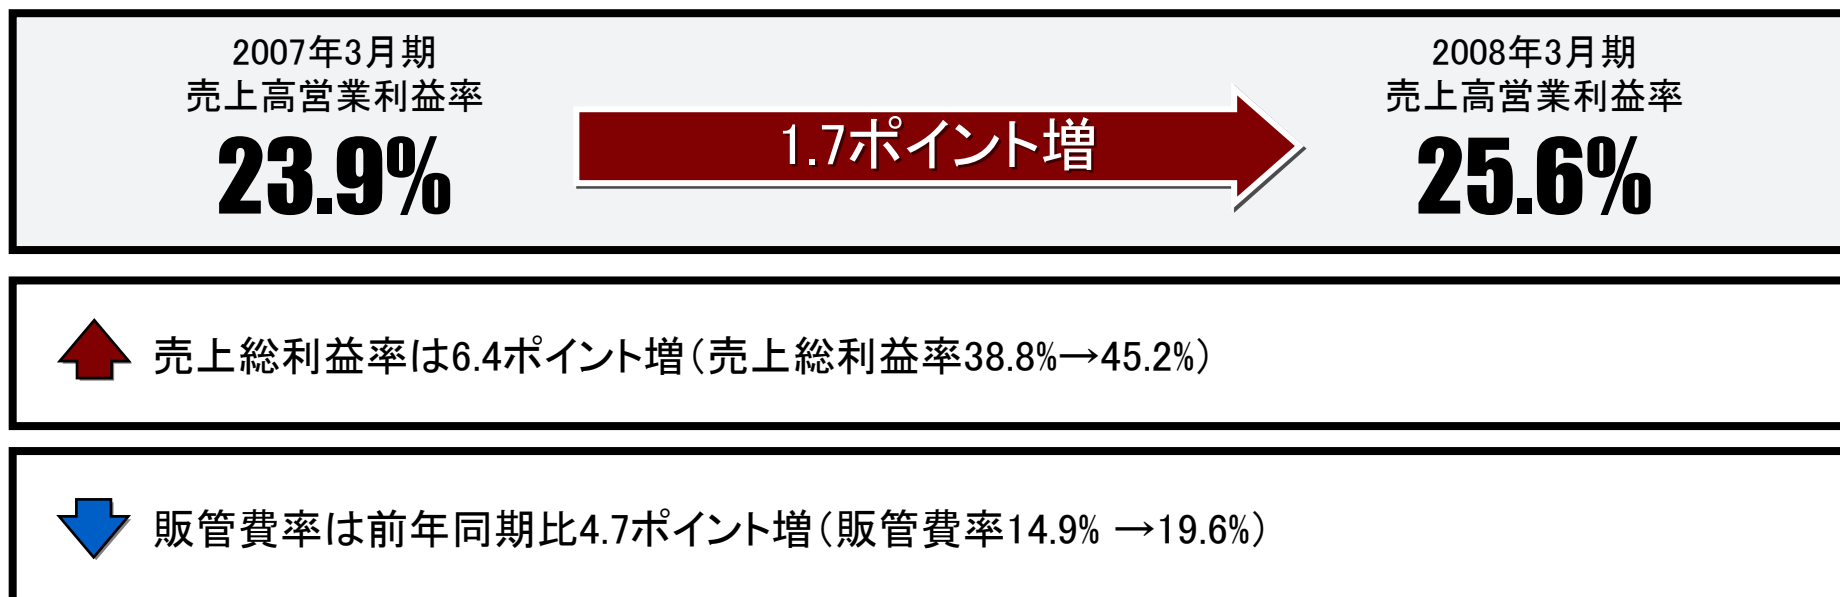 2007年3月期
売上高営業利益率
23.9%
1.7ポイント増
2008年3月期
売上高営業利益率
25.6%
売上総利益率は6.4ポイント増（売上総利益率38.8%→45.2%）
販管費率は前年同期比4.7ポイント増（販管費率14.9% →19.6%）